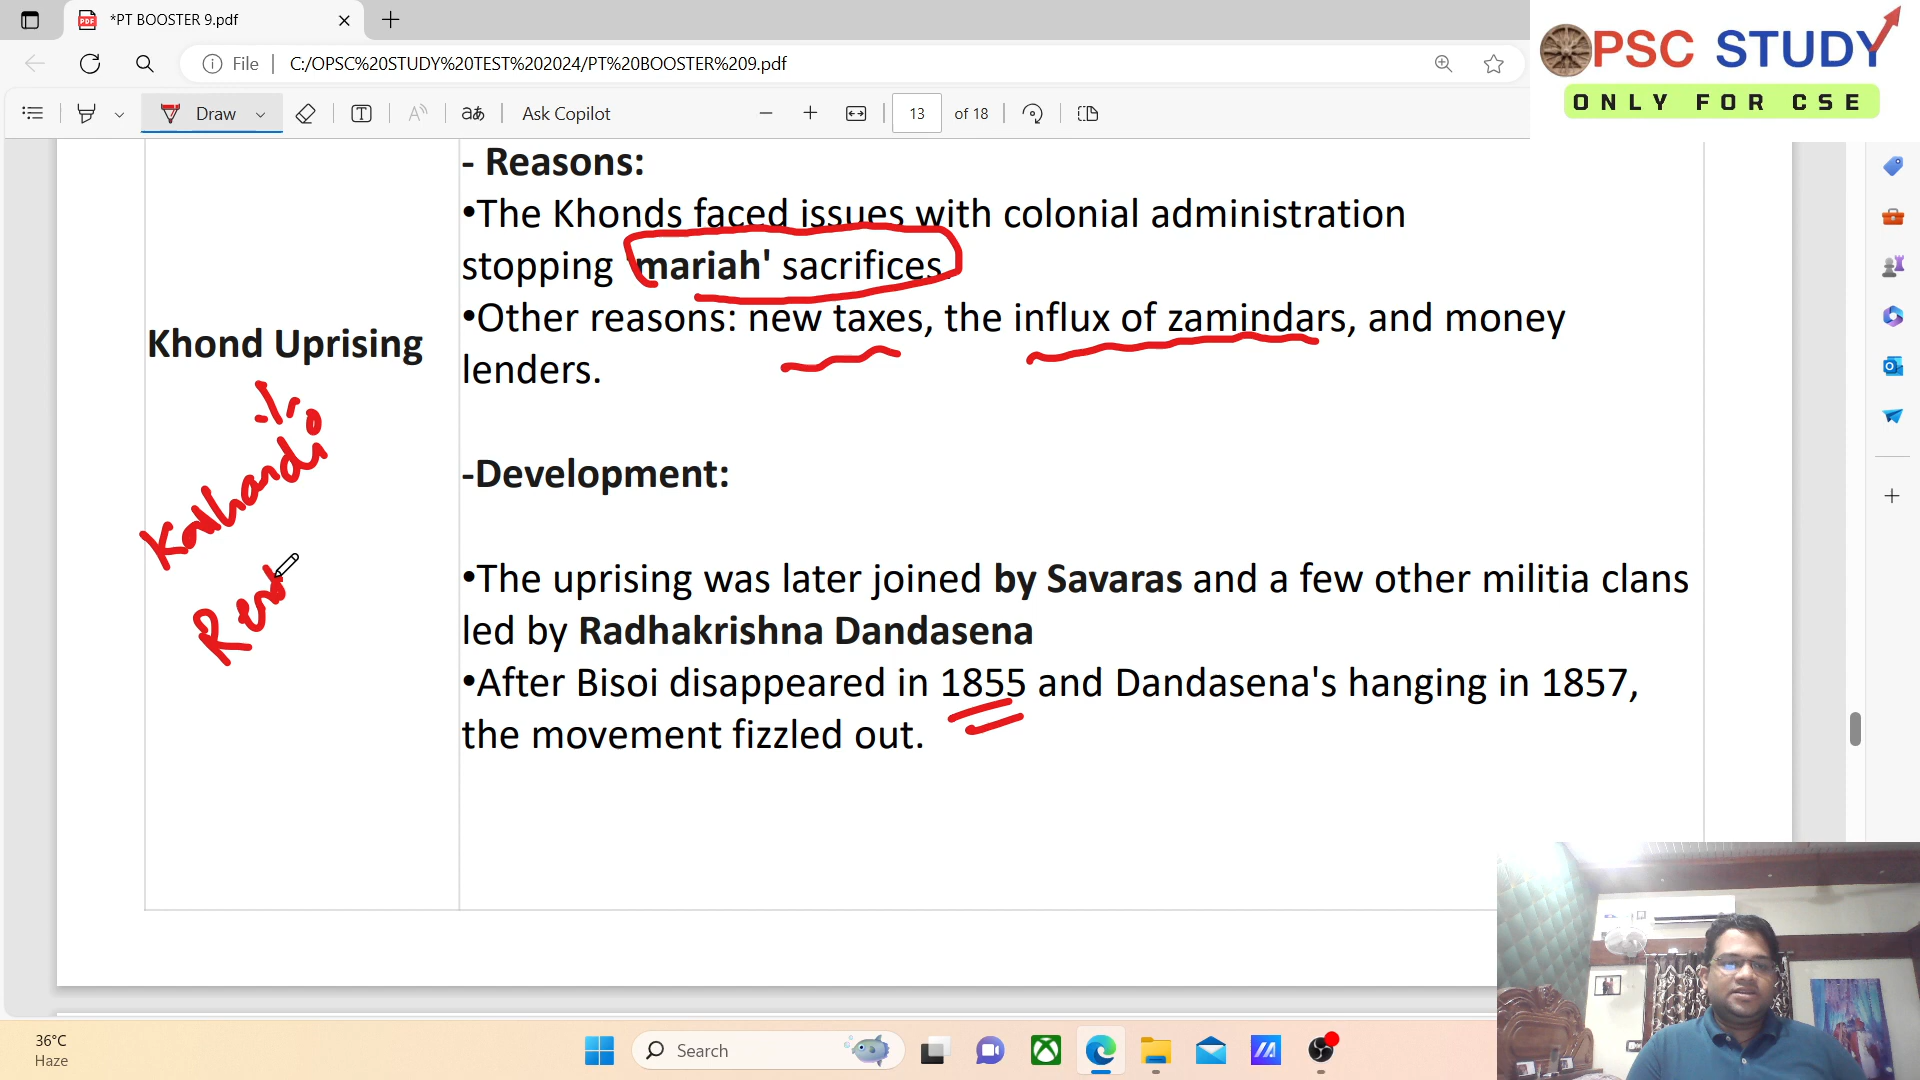 *PT BOOSTER 9.pdf
File
C:/OPSC%20STUDY%20TEST%202024/PT%20BOOSTER%209.pdf
PSC STUDY
ONLY FOR CSE
Draw
aあ
Ask Copilot
13 of 18
- Reasons:
•The Khonds faced issues with colonial administration
stopping 'mariah' sacrifices.
•Other reasons: new taxes, the influx of zamindars, and money
lenders.
Khond Uprising
-Development:
•The uprising was later joined by Savaras and a few other militia clans
led by Radhakrishna Dandasena
•After Bisoi disappeared in 1855 and Dandasena's hanging in 1857,
the movement fizzled out.
36°C
Haze
Search